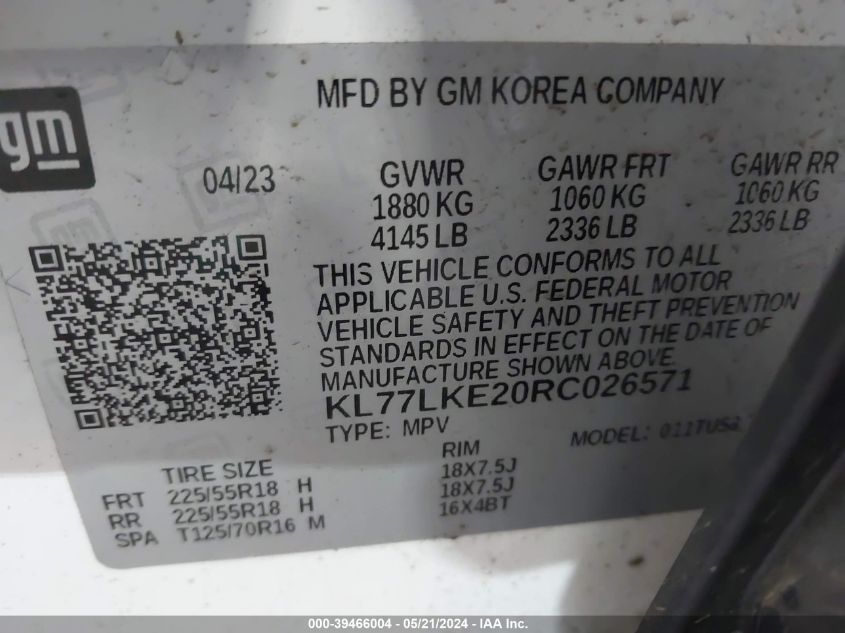 gm
MFD BY GM KOREA COMPANY
04/23
GVWR GAWR FRT GAWR RR
1880 KG 1060 KG 1060 KG
4145 LB 2336 LB 2336 LB
THIS VEHICLE CONFORMS TO ALL
APPLICABLE U.S. FEDERAL MOTOR
VEHICLE SAFETY AND THEFT PREVENTION
STANDARDS IN EFFECT ON THE DATE OF
MANUFACTURE SHOWN ABOVE.
KL77LKE20RC026571
TYPE: MPV MODEL:
TIRE SIZE RIM
FRT 225/55R18 H 18X7.5J
RR 225/55R18 H 18X7.5J
SPA T125/70R16 M 16X4BT
000-39466004 - 05/21/2024 - IAA Inc.